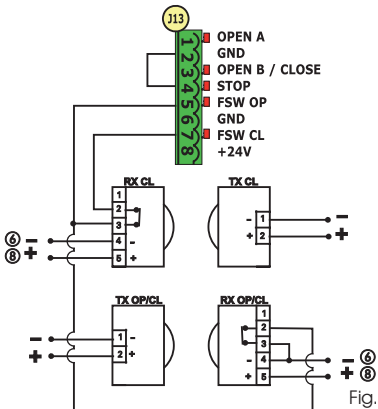 J13
1 OPEN A
2 GND
3 OPEN B / CLOSE
4 STOP
5 FSW OP
6 GND
7 FSW CL
8 +24V
RX CL
1
2
3
4 -
5 +
⑥ -
⑧ +
TX CL
- 1 -
+ 2 +
TX OP/CL
- 1 -
+ 2 +
RX OP/CL
1
2
3
- 4 - ⑥
+ 5 + ⑧
Fig.